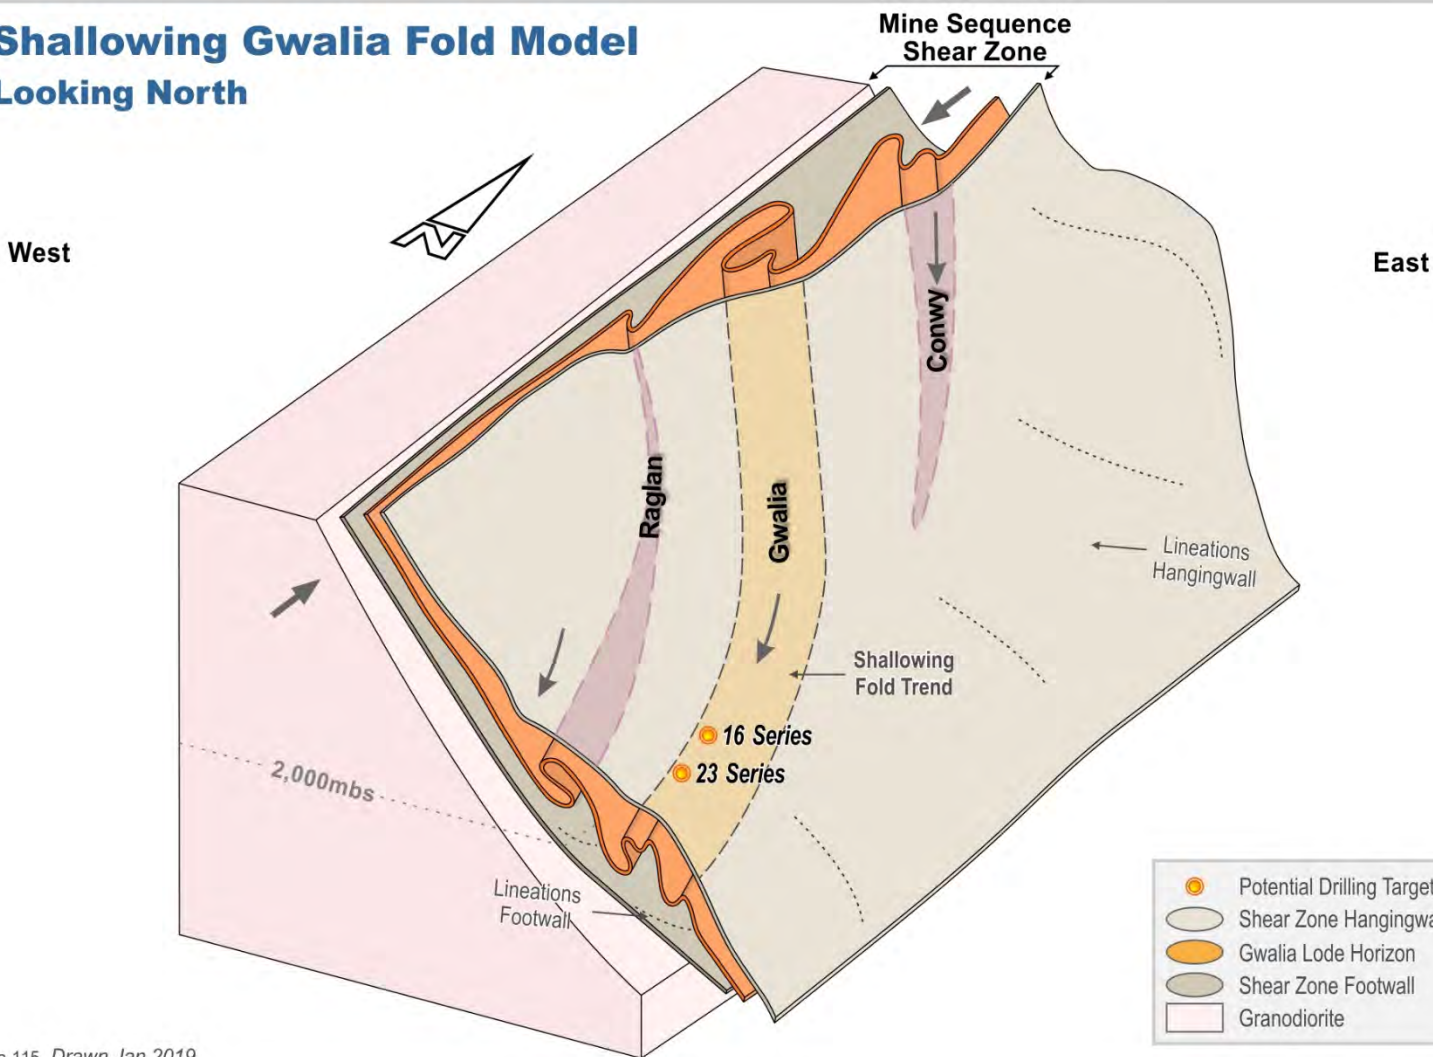 Shallowing Gwalia Fold Model
Looking North
Mine Sequence
Shear Zone
West
East
N
Conwy
Raglan
Gwalia
Lineations
Hangingwall
Shallowing
Fold Trend
16 Series
23 Series
2,000mbs
Lineations
Footwall
Potential Drilling Target
Shear Zone Hangingwa
Gwalia Lode Horizon
Shear Zone Footwall
Granodiorite
115 Drawn Jan 2019